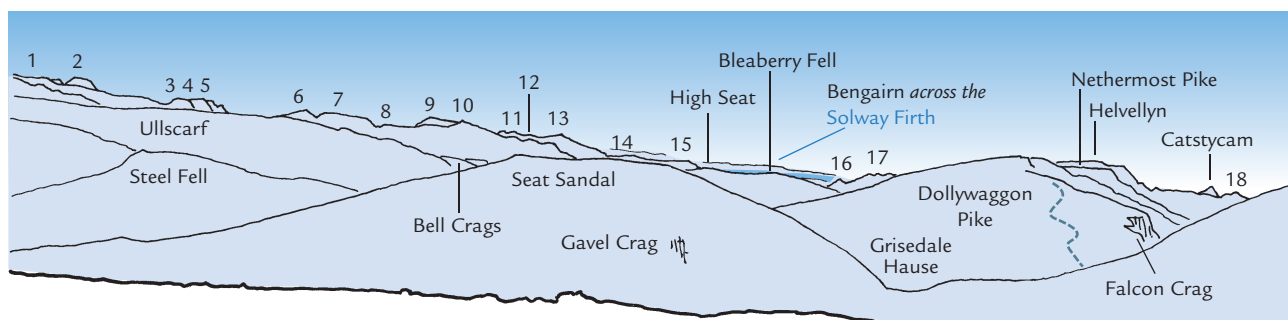 1
2
3
4
5
6
7
8
9
10
11
12
13
14
15
16
17
18
Bleaberry Fell
High Seat
Bengairn across the
Solway Firth
Nethermost Pike
Helvellyn
Catstycam
Ullscarf
Steel Fell
Bell Crags
Seat Sandal
Gavel Crag
Dollywaggon
Pike
Grisedale
Hause
Falcon Crag